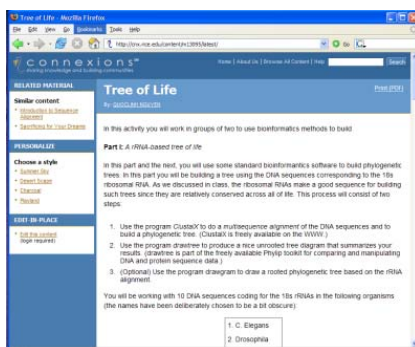 Tree of Life - Mozilla Firefox
File Edit View Go Bookmarks Tools Help
http://cnx.rice.edu/content/m13095/latest/
connexions
sharing knowledge and building communities
Home | About Us | Browse All Content | Help
Search
RELATED MATERIAL
Similar content
Introduction to Sequence Alignment
Sacrificing for Your Dreams
PERSONALIZE
Choose a style
Summer Sky
Desert Scape
Charcoal
Playland
EDIT-IN-PLACE
Edit this content
(login required)
Tree of Life
Print (PDF)
By:
In this activity you will work in groups of two to use bioinformatics methods to build
Part I: A rRNA-based tree of life
In this part and the next, you will use some standard bioinformatics software to build phylogenetic
trees. In this part you will be building a tree using the DNA sequences corresponding to the 18s
ribosomal RNA. As we discussed in class, the ribosomal RNAs make a good sequence for building
such trees since they are relatively conserved across all of life. This process will consist of two
steps:
1. Use the program ClustalX to do a multisequence alignment of the DNA sequences and to
build a phylogenetic tree. (ClustalX is freely available on the WWW.)
2. Use the program drawtree to produce a nice unrooted tree diagram that summarizes your
results. (drawtree is part of the freely available Phylip toolkit for comparing and manipulating
DNA and protein sequence data.)
3. (Optional) Use the program drawgram to draw a rooted phylogenetic tree based on the rRNA
alignment.
You will be working with 10 DNA sequences coding for the 18s rRNAs in the following organisms
(the names have been deliberately chosen to be a bit obscure):
1. C. Elegans
2. Drosophila